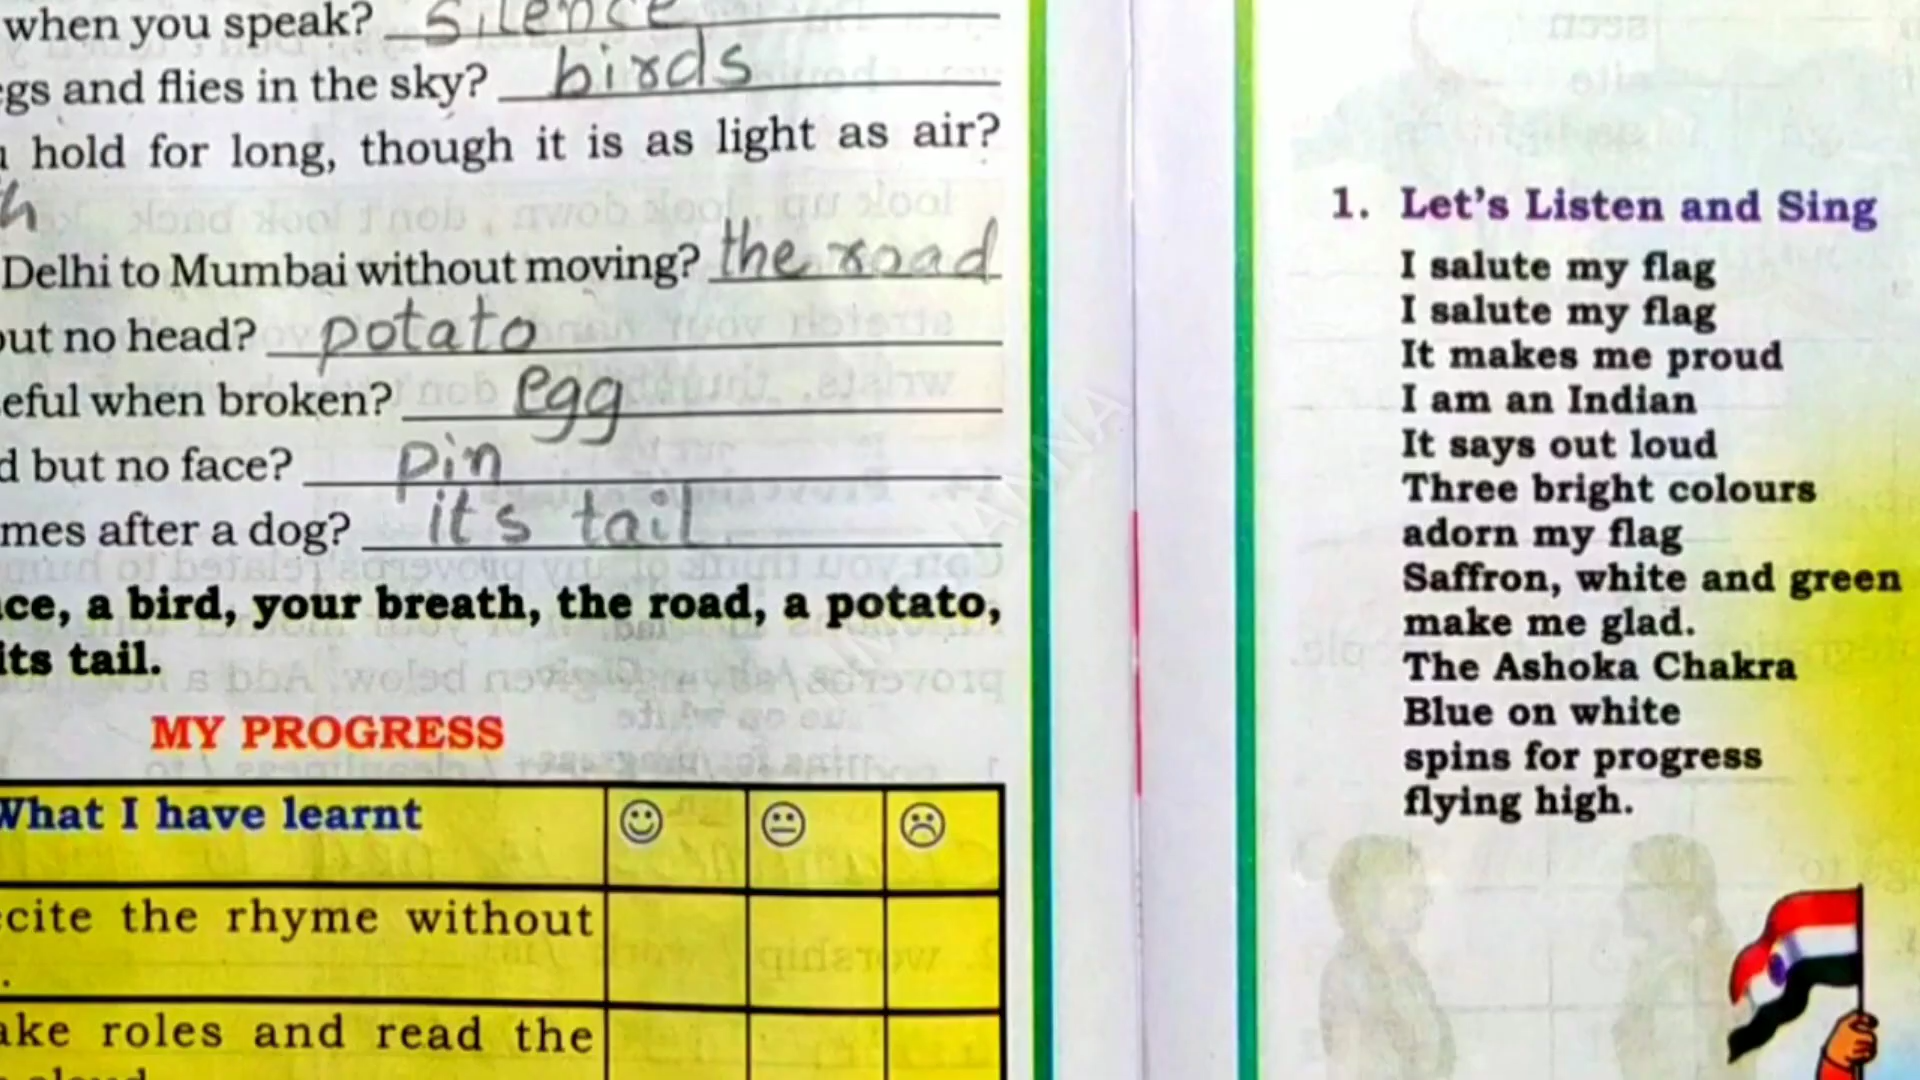 when you speak? silence
egs and flies in the sky? birds
hold for long, though it is as light as air?
h
Delhi to Mumbai without moving? the road
but no head? potato
eful when broken? egg
d but no face? pin
mes after a dog? it's tail
ce, a bird, your breath, the road, a potato,
its tail.
MY PROGRESS
What I have learnt
cite the rhyme without
.
ake roles and read the
1. Let's Listen and Sing
I salute my flag
I salute my flag
It makes me proud
I am an Indian
It says out loud
Three bright colours
adorn my flag
Saffron, white and green
make me glad.
The Ashoka Chakra
Blue on white
spins for progress
flying high.